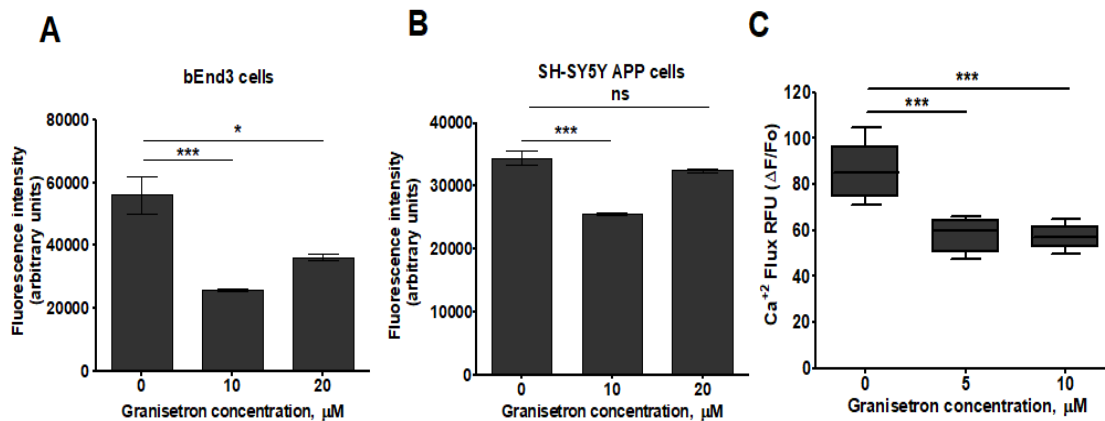 A
bEnd3 cells
Fluorescence intensity
(arbitrary units)
80000
60000
40000
20000
0
*
***
0 10 20
Granisetron concentration, μM
B
SH-SY5Y APP cells
ns
Fluorescence intensity
(arbitrary units)
40000
30000
20000
10000
0
***
0 10 20
Granisetron concentration, μM
C
Ca+2 Flux RFU (△F/Fo)
120
100
80
60
40
20
0
***
***
0 5 10
Granisetron concentration, μM